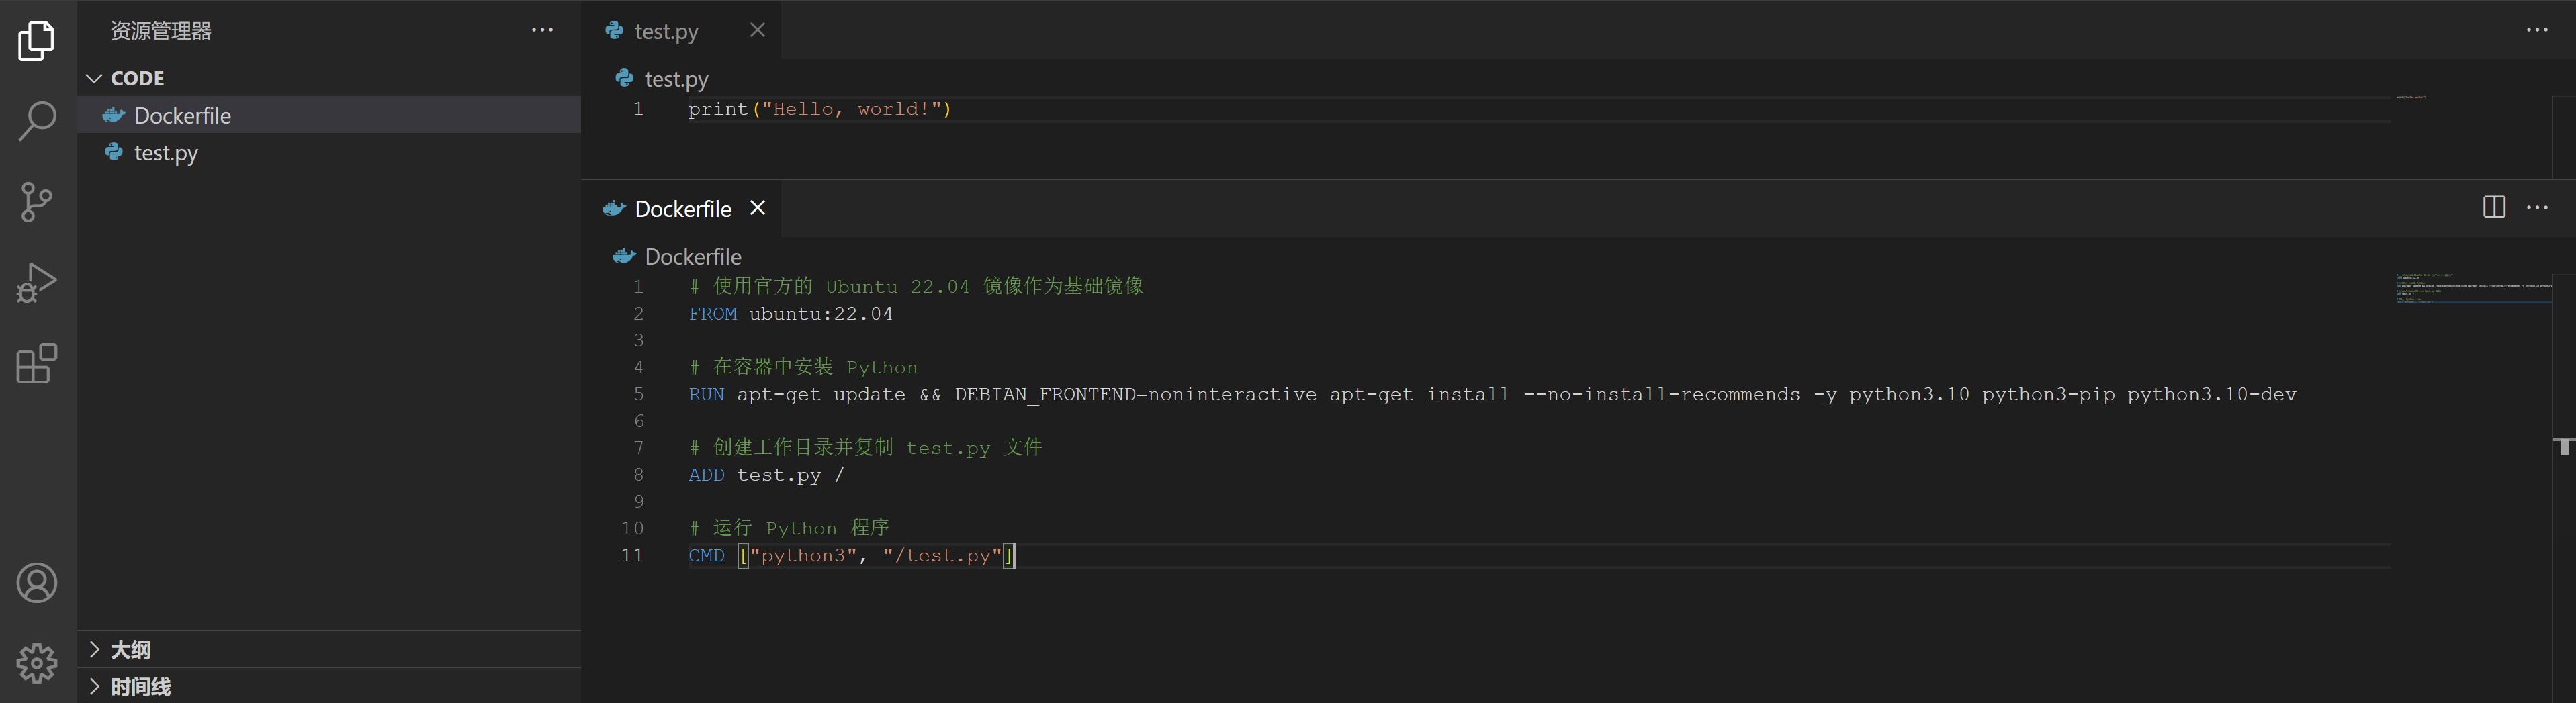 资源管理器
CODE
Dockerfile
test.py
大纲
时间线
test.py
test.py
1 print("Hello, world!")
Dockerfile
Dockerfile
1 # 使用官方的 Ubuntu 22.04 镜像作为基础镜像
2 FROM ubuntu:22.04
3
4 # 在容器中安装 Python
5 RUN apt-get update && DEBIAN_FRONTEND=noninteractive apt-get install --no-install-recommends -y python3.10 python3-pip python3.10-dev
6
7 # 创建工作目录并复制 test.py 文件
8 ADD test.py /
9
10 # 运行 Python 程序
11 CMD ["python3", "/test.py"]